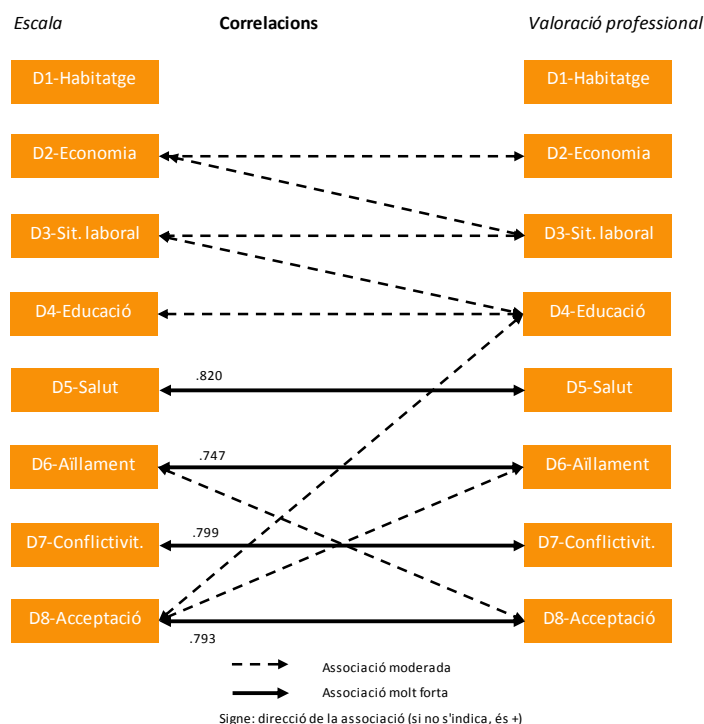 Escala Correlacions Valoració professional
D1-Habitatge D1-Habitatge
D2-Economia D2-Economia
D3-Sit. laboral D3-Sit. laboral
D4-Educació D4-Educació
.820
D5-Salut D5-Salut
.747
D6-Aïllament D6-Aïllament
.799
D7-Conflictivit. D7-Conflictivit.
D8-Acceptació D8-Acceptació
.793
Associació moderada
Associació molt forta
Signe: direcció de la associació (si no s'indica, és +)